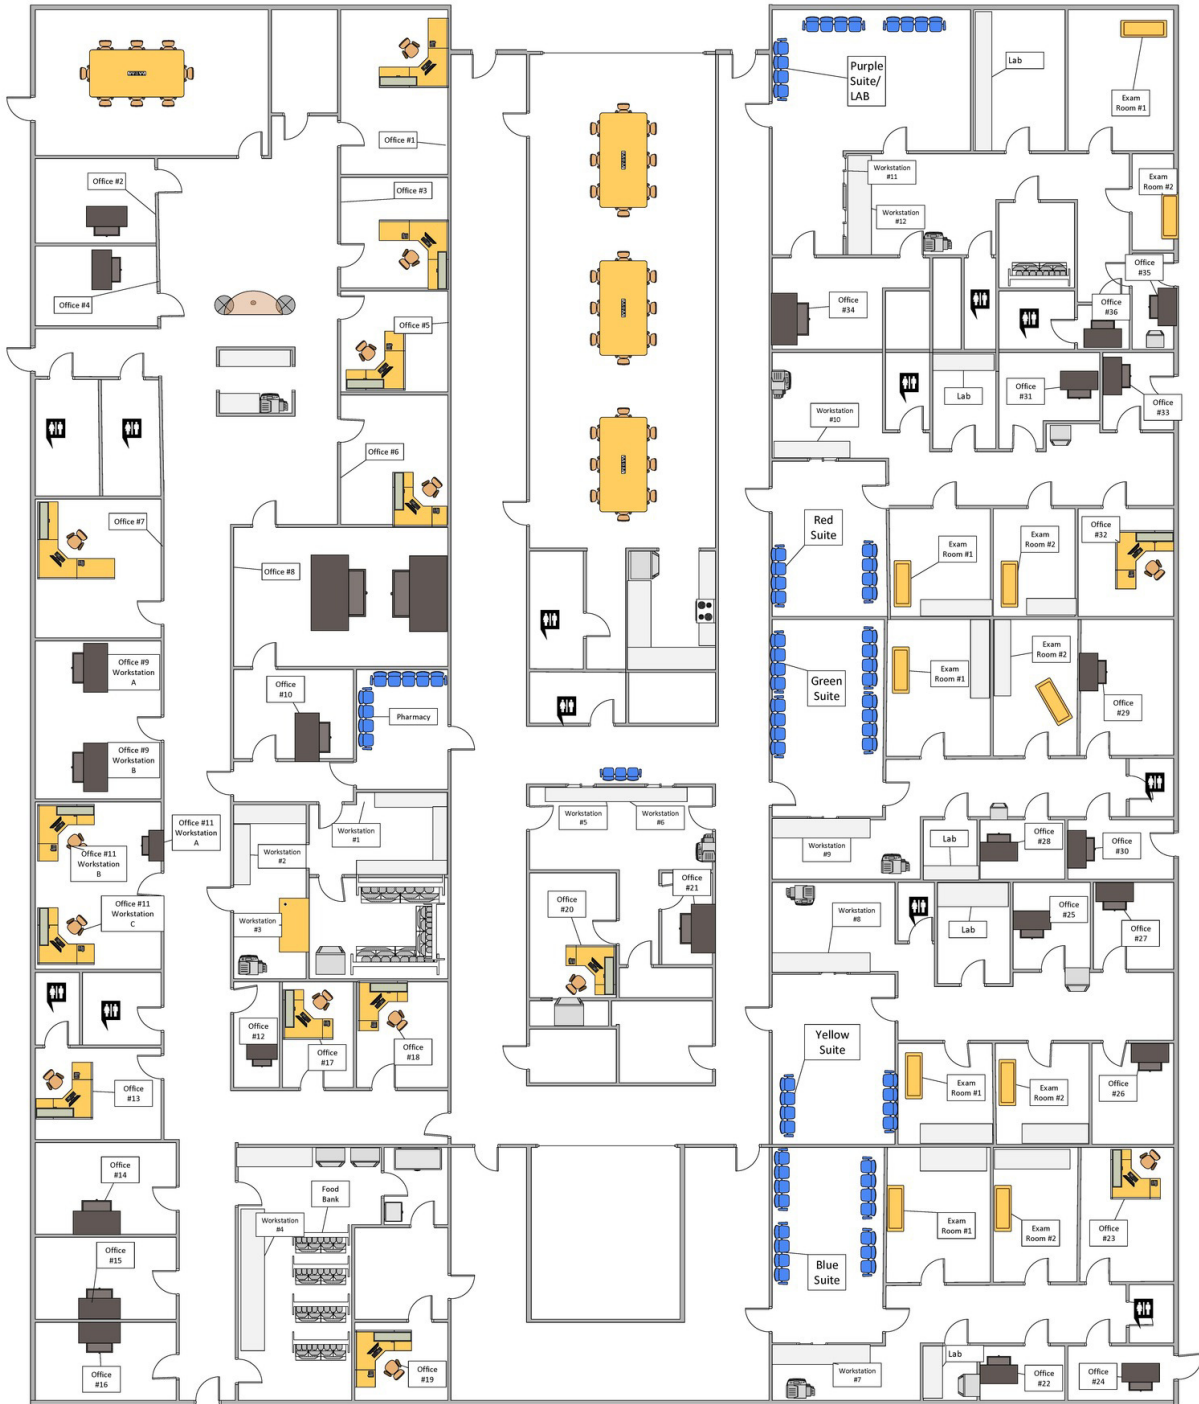 Purple
Suite/
LAB
Lab
Exam
Room #1
Office #1
Workstation
#11
Exam
Room #2
Office #2
Office #3
Workstation
#12
Office
#35
Office #4
Office #5
Office
#34
Office
#36
Office
#31
Lab
Office
#33
Workstation
#10
Office #6
Office #7
Red
Suite
Exam
Room #1
Exam
Room #2
Office
#32
Office #8
Office #9
Workstation
A
Office
#10
Pharmacy
Green
Suite
Exam
Room #1
Exam
Room #2
Office
#29
Office #9
Workstation
B
Office #11
Workstation
A
Workstation
#1
Workstation
#5
Workstation
#6
Workstation
#9
Lab
Office
#28
Office
#30
Office #11
Workstation
B
Workstation
#2
Office
#21
Office #11
Workstation
C
Workstation
#3
Office
#20
Workstation
#8
Lab
Office
#25
Office
#27
Office
#12
Office
#17
Office
#18
Yellow
Suite
Office
#13
Exam
Room #1
Exam
Room #2
Office
#26
Office
#14
Food
Bank
Workstation
#4
Exam
Room #1
Exam
Room #2
Office
#23
Office
#15
Blue
Suite
Office
#16
Office
#19
Workstation
#7
Lab
Office
#22
Office
#24